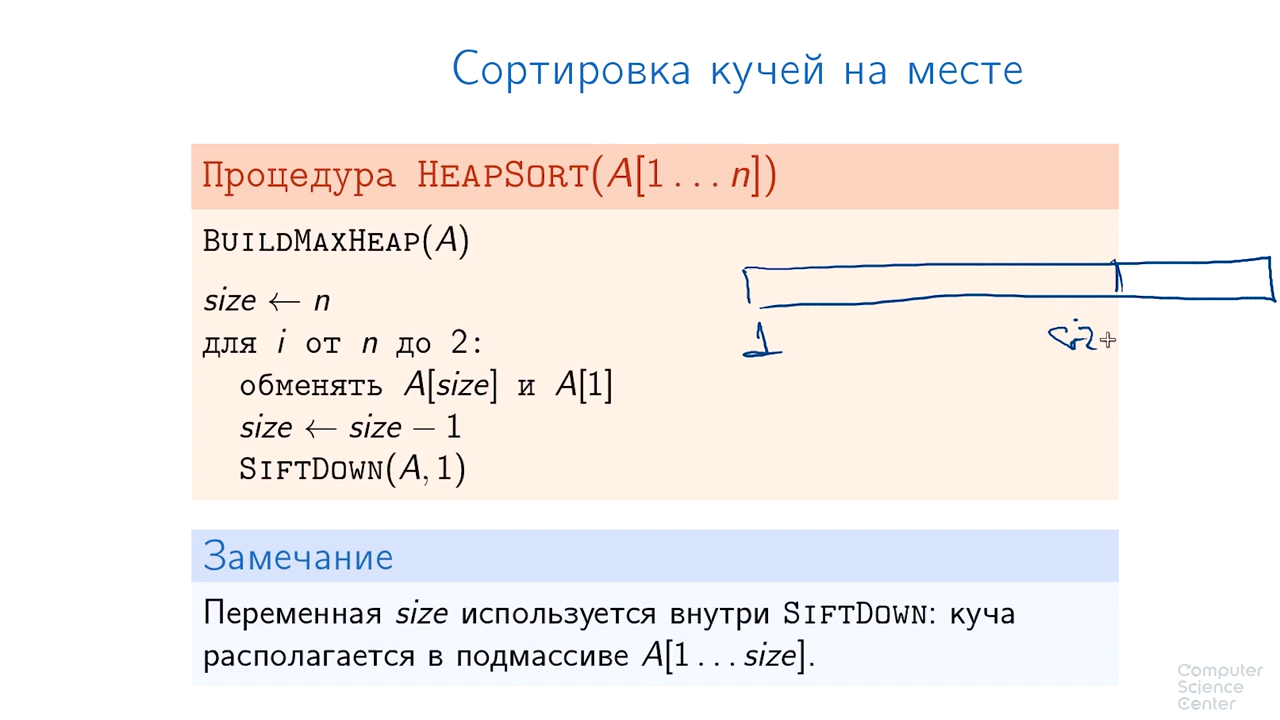 Сортировка кучей на месте
Процедура HEAPSORT(A[1 . . . n])
BUILDMAXHEAP(A)
size ← n
для i от n до 2:
обменять A[size] и A[1]
size ← size − 1
SIFTDOWN(A, 1)
1
siz
Замечание
Переменная size используется внутри SIFTDOWN: куча
располагается в подмассиве A[1 . . . size].
Computer
Science
Center